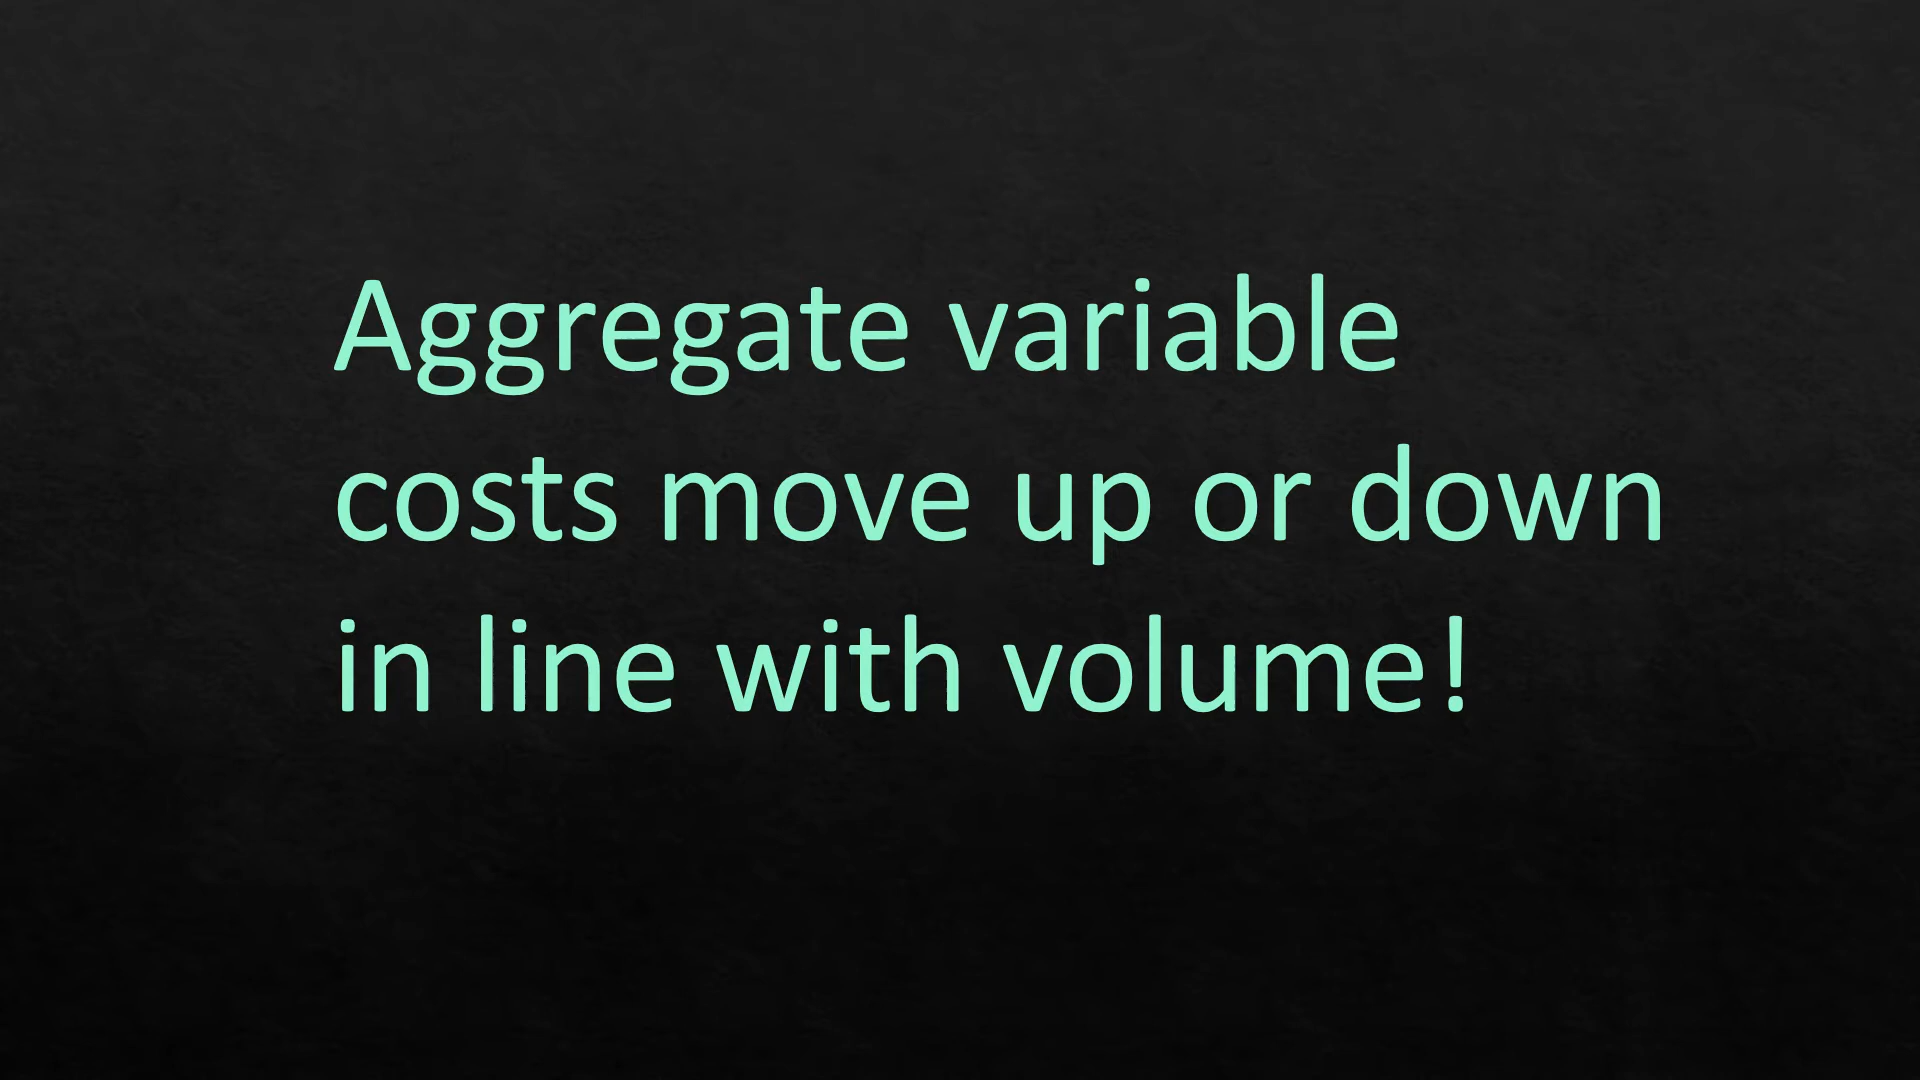 Aggregate variable
costs move up or down
in line with volume!